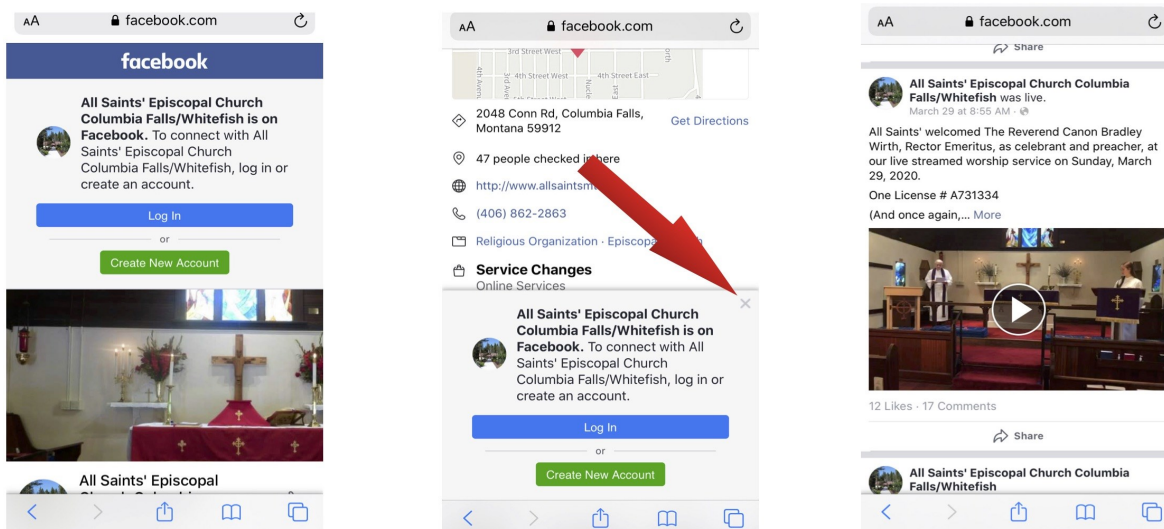 AA facebook.com
facebook
All Saints' Episcopal Church
Columbia Falls/Whitefish is on
Facebook. To connect with All
Saints' Episcopal Church
Columbia Falls/Whitefish, log in or
create an account.
Log In
or
Create New Account
All Saints' Episcopal
AA facebook.com
3rd Street West
4th Street West 4th Street East
2048 Conn Rd, Columbia Falls,
Montana 59912
Get Directions
47 people checked in here
http://www.allsaintsm
(406) 862-2863
Religious Organization · Episcopa
Service Changes
Online Services
All Saints' Episcopal Church
Columbia Falls/Whitefish is on
Facebook. To connect with All
Saints' Episcopal Church
Columbia Falls/Whitefish, log in or
create an account.
Log In
or
Create New Account
AA facebook.com
Share
All Saints' Episcopal Church Columbia
Falls/Whitefish was live.
March 29 at 8:55 AM ·
All Saints' welcomed The Reverend Canon Bradley
Wirth, Rector Emeritus, as celebrant and preacher, at
our live streamed worship service on Sunday, March
29, 2020.
One License # A731334
(And once again,... More
12 Likes · 17 Comments
Share
All Saints' Episcopal Church Columbia
Falls/Whitefish